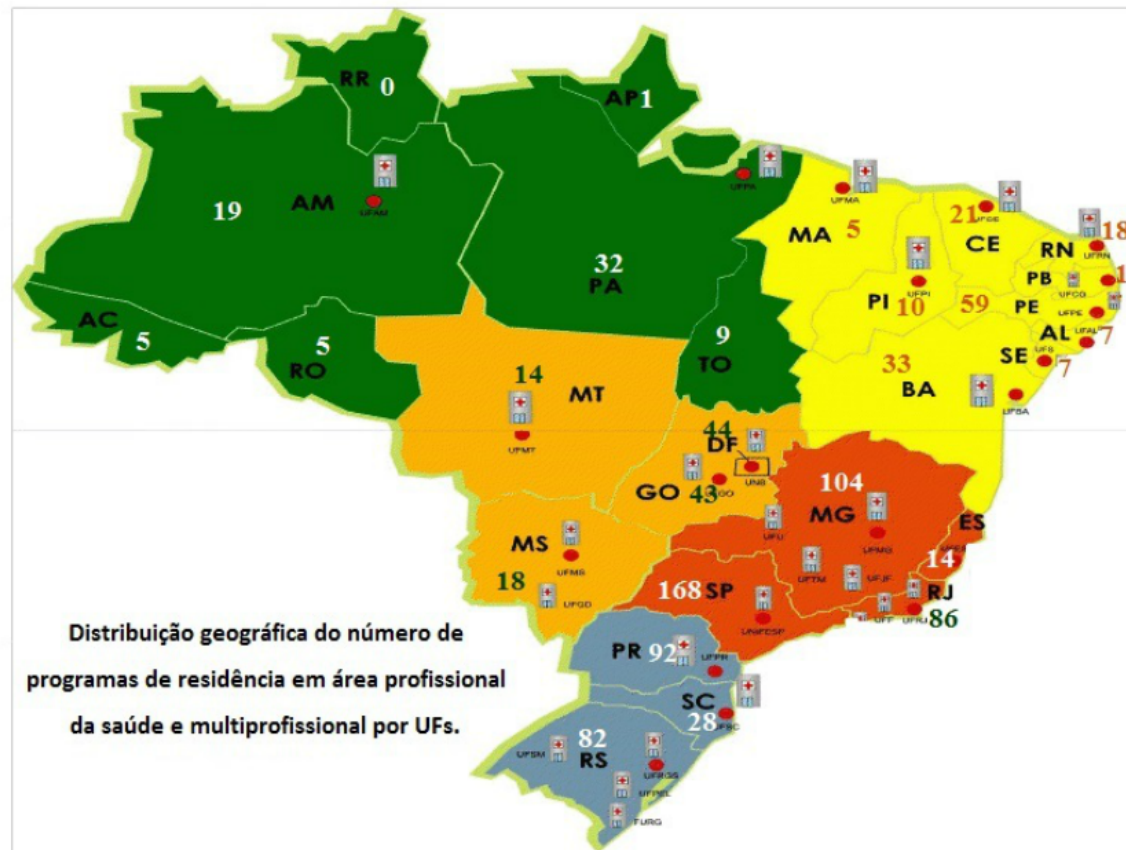 RR
0
AP1
19
AM
UFAM
UFPA
32
PA
UFMA
MA
5
21
CE
RN
18
UFRN
PB
UFCG
1
PI
UFPI
10
59
PE
UFPE
AL
UFAL
7
AC
5
5
RO
9
TO
SE
UFS
7
33
BA
UFBA
14
MT
UFMT
44
DF
UNB
GO
43
104
MG
UFMG
UFU
UFTM
UFJF
ES
14
MS
UFMS
18
UFGD
168
SP
UNIFESP
RJ
UFF
UFRJ
86
PR
92
UFPR
SC
28
UFSC
82
RS
UFSM
UFRGS
UFPEL
FURG
Distribuição geográfica do número de
programas de residência em área profissional
da saúde e multiprofissional por UFs.